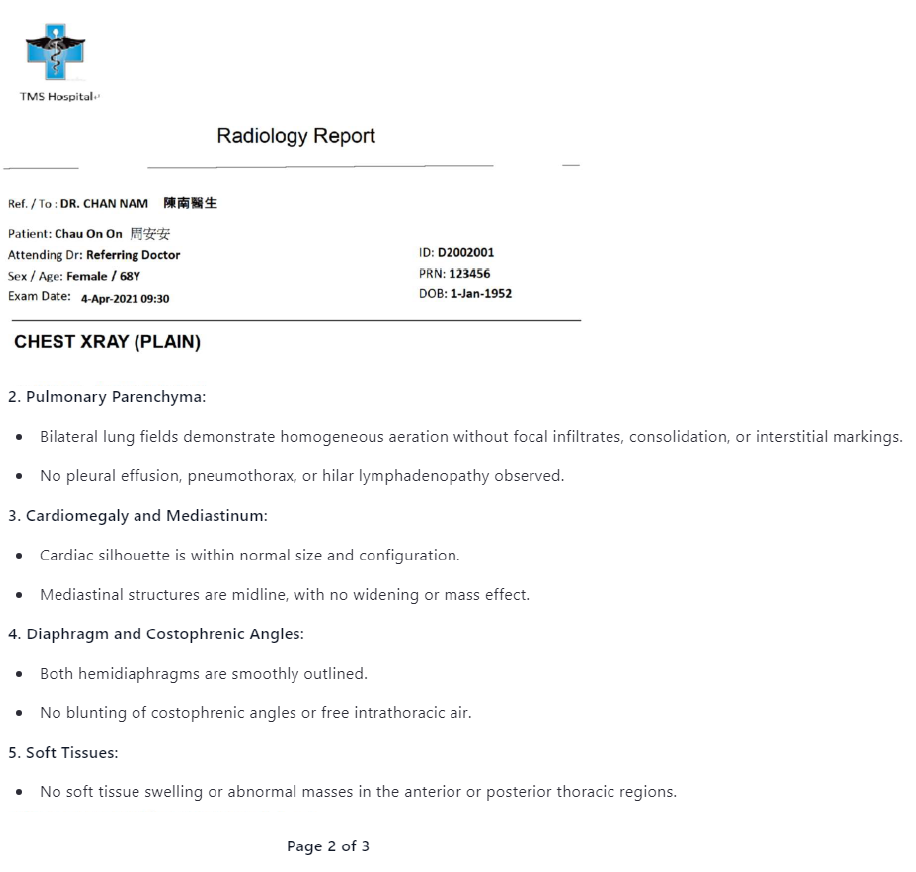 TMS Hospital
Radiology Report
Ref. / To : DR. CHAN NAM 陳南醫生
Patient: Chau On On 周安安
Attending Dr: Referring Doctor
ID: D2002001
Sex / Age: Female / 68Y
PRN: 123456
Exam Date: 4-Apr-2021 09:30
DOB: 1-Jan-1952
CHEST XRAY (PLAIN)
2. Pulmonary Parenchyma:
• Bilateral lung fields demonstrate homogeneous aeration without focal infiltrates, consolidation, or interstitial markings.
• No pleural effusion, pneumothorax, or hilar lymphadenopathy observed.
3. Cardiomegaly and Mediastinum:
• Cardiac silhouette is within normal size and configuration.
• Mediastinal structures are midline, with no widening or mass effect.
4. Diaphragm and Costophrenic Angles:
• Both hemidiaphragms are smoothly outlined.
• No blunting of costophrenic angles or free intrathoracic air.
5. Soft Tissues:
• No soft tissue swelling or abnormal masses in the anterior or posterior thoracic regions.
Page 2 of 3